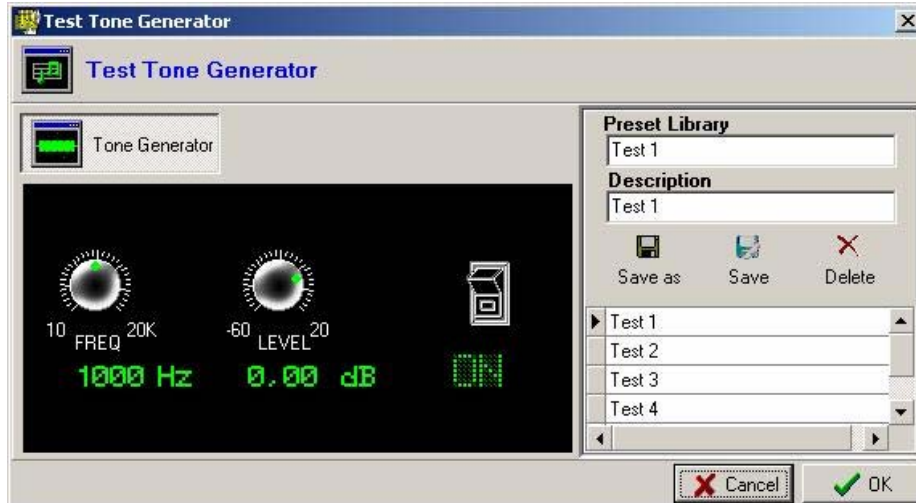 Test Tone Generator
Test Tone Generator
Tone Generator
10 FREQ 20K
-60 LEVEL 20
1000 Hz
0.00 dB
ON
Preset Library
Test 1
Description
Test 1
Save as
Save
Delete
Test 1
Test 2
Test 3
Test 4
Cancel
OK